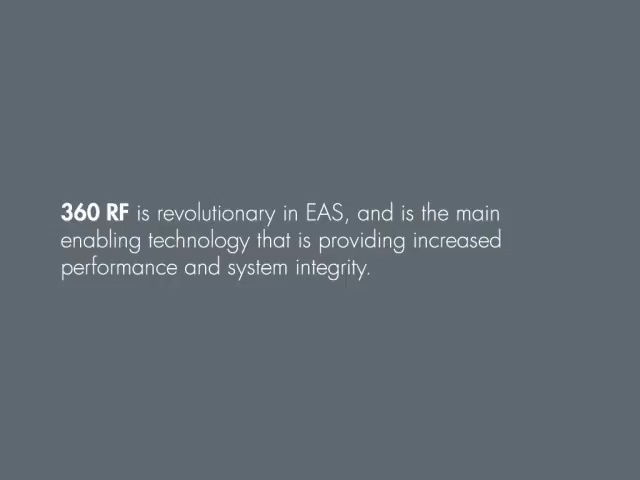 360 RF is revolutionary in EAS, and is the main
enabling technology that is providing increased
performance and system integrity.